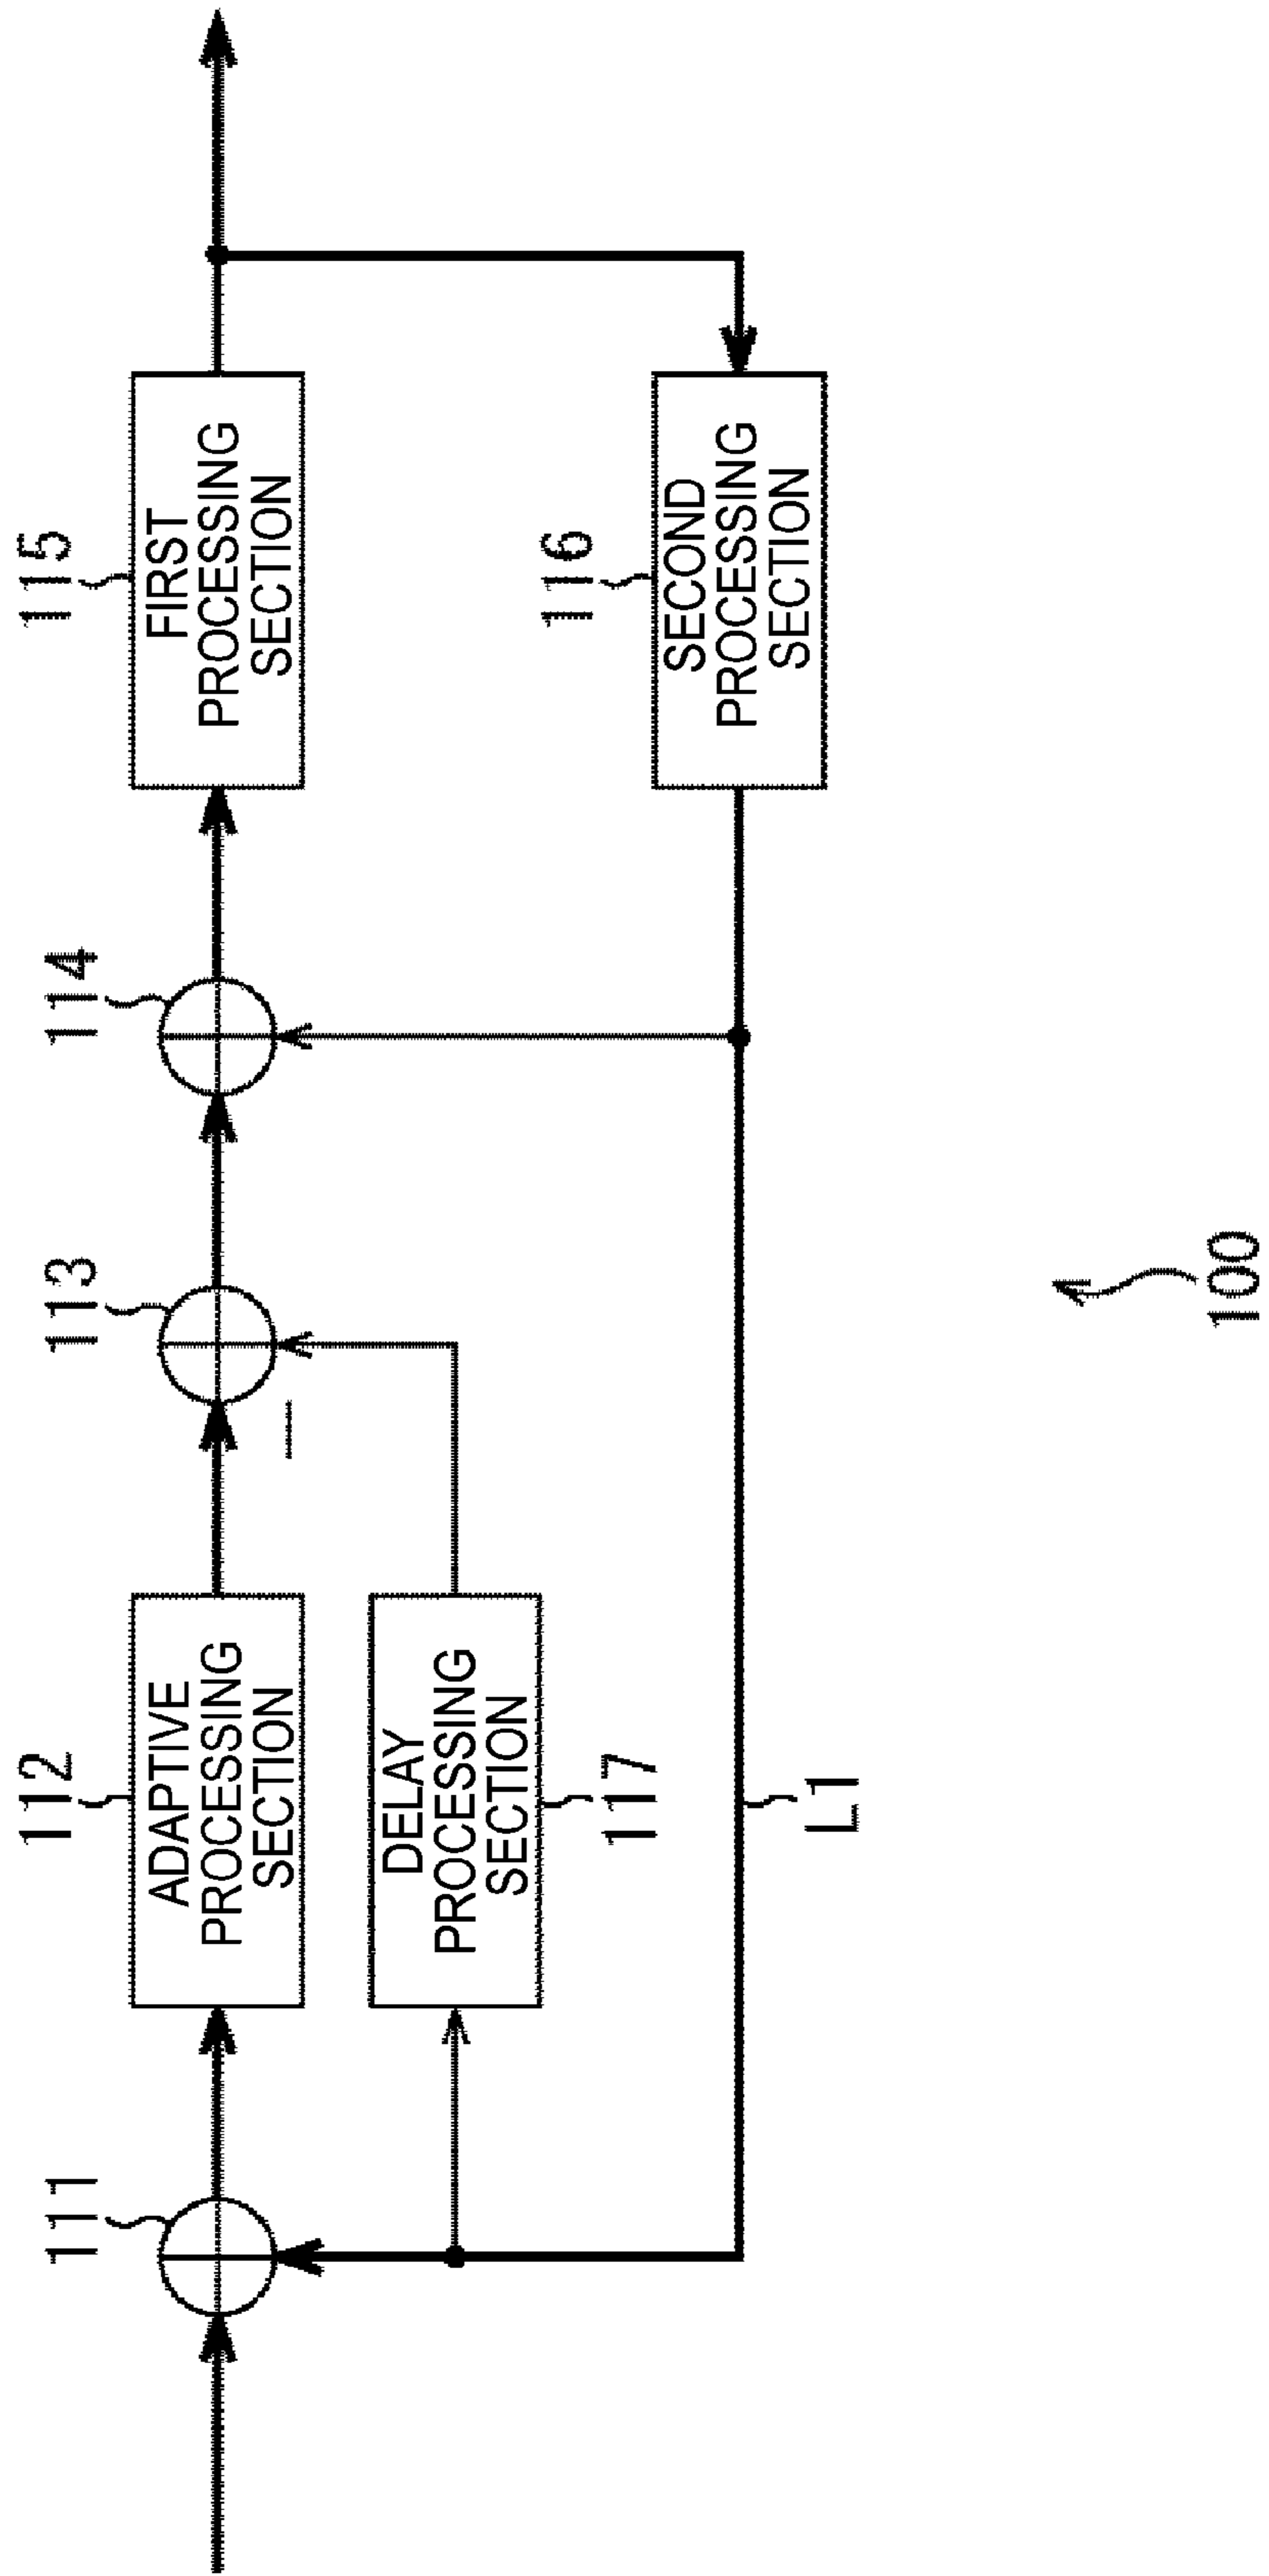 111
112
ADAPTIVE
PROCESSING
SECTION
113
114
115
FIRST
PROCESSING
SECTION
DELAY
PROCESSING
SECTION
117
116
SECOND
PROCESSING
SECTION
L1
100